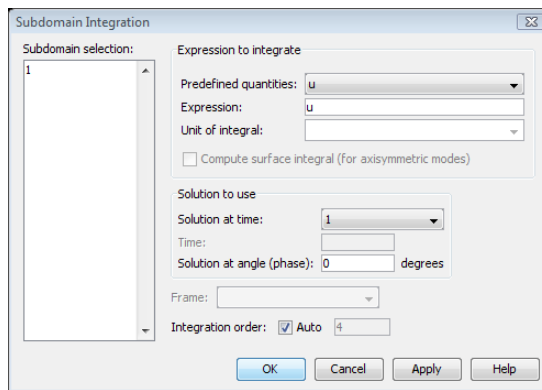 Subdomain Integration
Subdomain selection:
1
Expression to integrate
Predefined quantities: u
Expression: u
Unit of integral:
Compute surface integral (for axisymmetric modes)
Solution to use
Solution at time: 1
Time:
Solution at angle (phase): 0 degrees
Frame:
Integration order: Auto 4
OK Cancel Apply Help